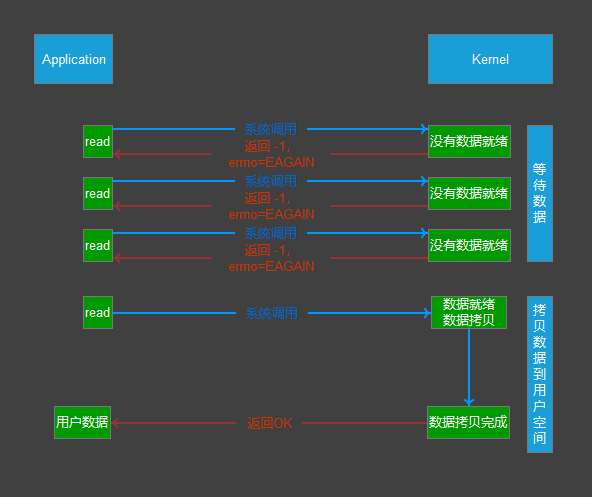 Application
Kernel
系统调用
read
没有数据就绪
返回 -1,
errno=EAGAIN
系统调用
read
没有数据就绪
返回 -1,
errno=EAGAIN
系统调用
read
没有数据就绪
返回 -1,
errno=EAGAIN
等待数据
read
系统调用
数据就绪
数据拷贝
拷贝数据到用户空间
用户数据
返回OK
数据拷贝完成